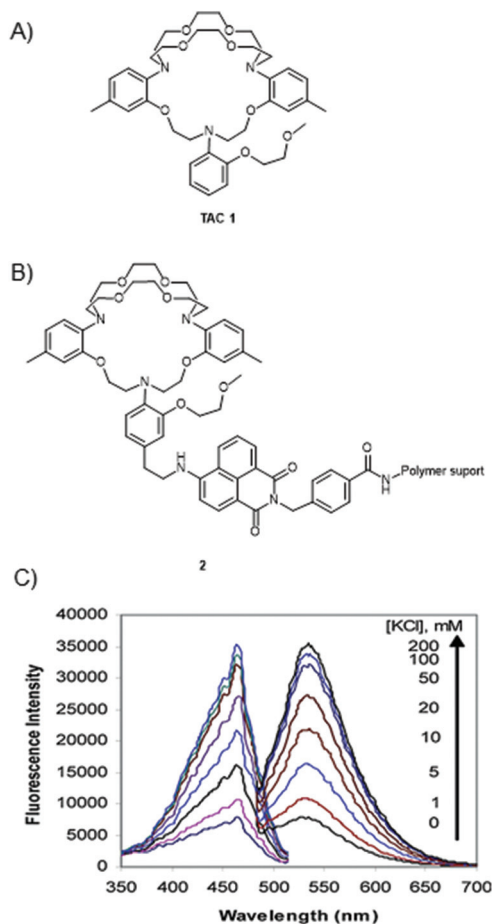 A)
O O
O O
N N
O N O
O
O
TAC 1
B)
O O
O O
N N
O N O
O
O
H
N
O
N
O
O
N
H
Polymer suport
2
C)
40000
35000
30000
25000
20000
15000
10000
5000
0
Fluorescence Intensity
[KCl], mM
200
100
50
20
10
5
1
0
350 400 450 500 550 600 650 700
Wavelength (nm)